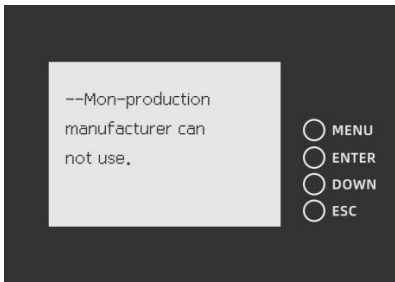 --Mon-production
manufacturer can
not use.
MENU
ENTER
DOWN
ESC